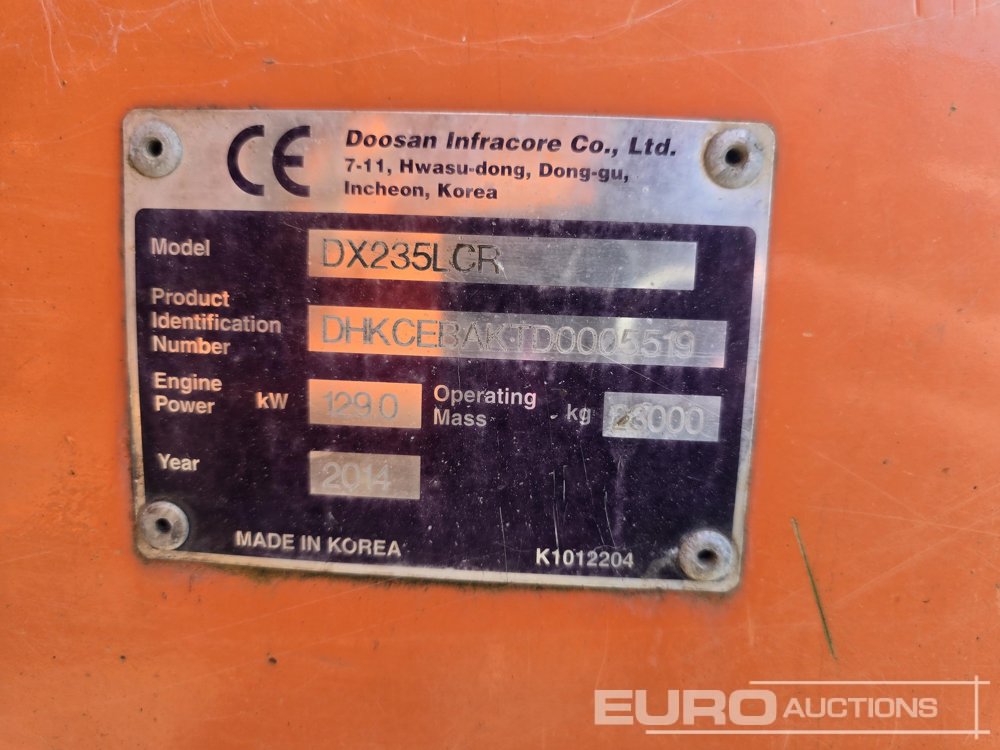 CE
Doosan Infracore Co., Ltd.
7-11, Hwasu-dong, Dong-gu,
Incheon, Korea
Model DX235LCR
Product
Identification
Number DHKCEBAKTD0005519
Engine
Power kW 129.0
Operating
Mass kg 23000
Year 2014
MADE IN KOREA K1012204
EURO AUCTIONS